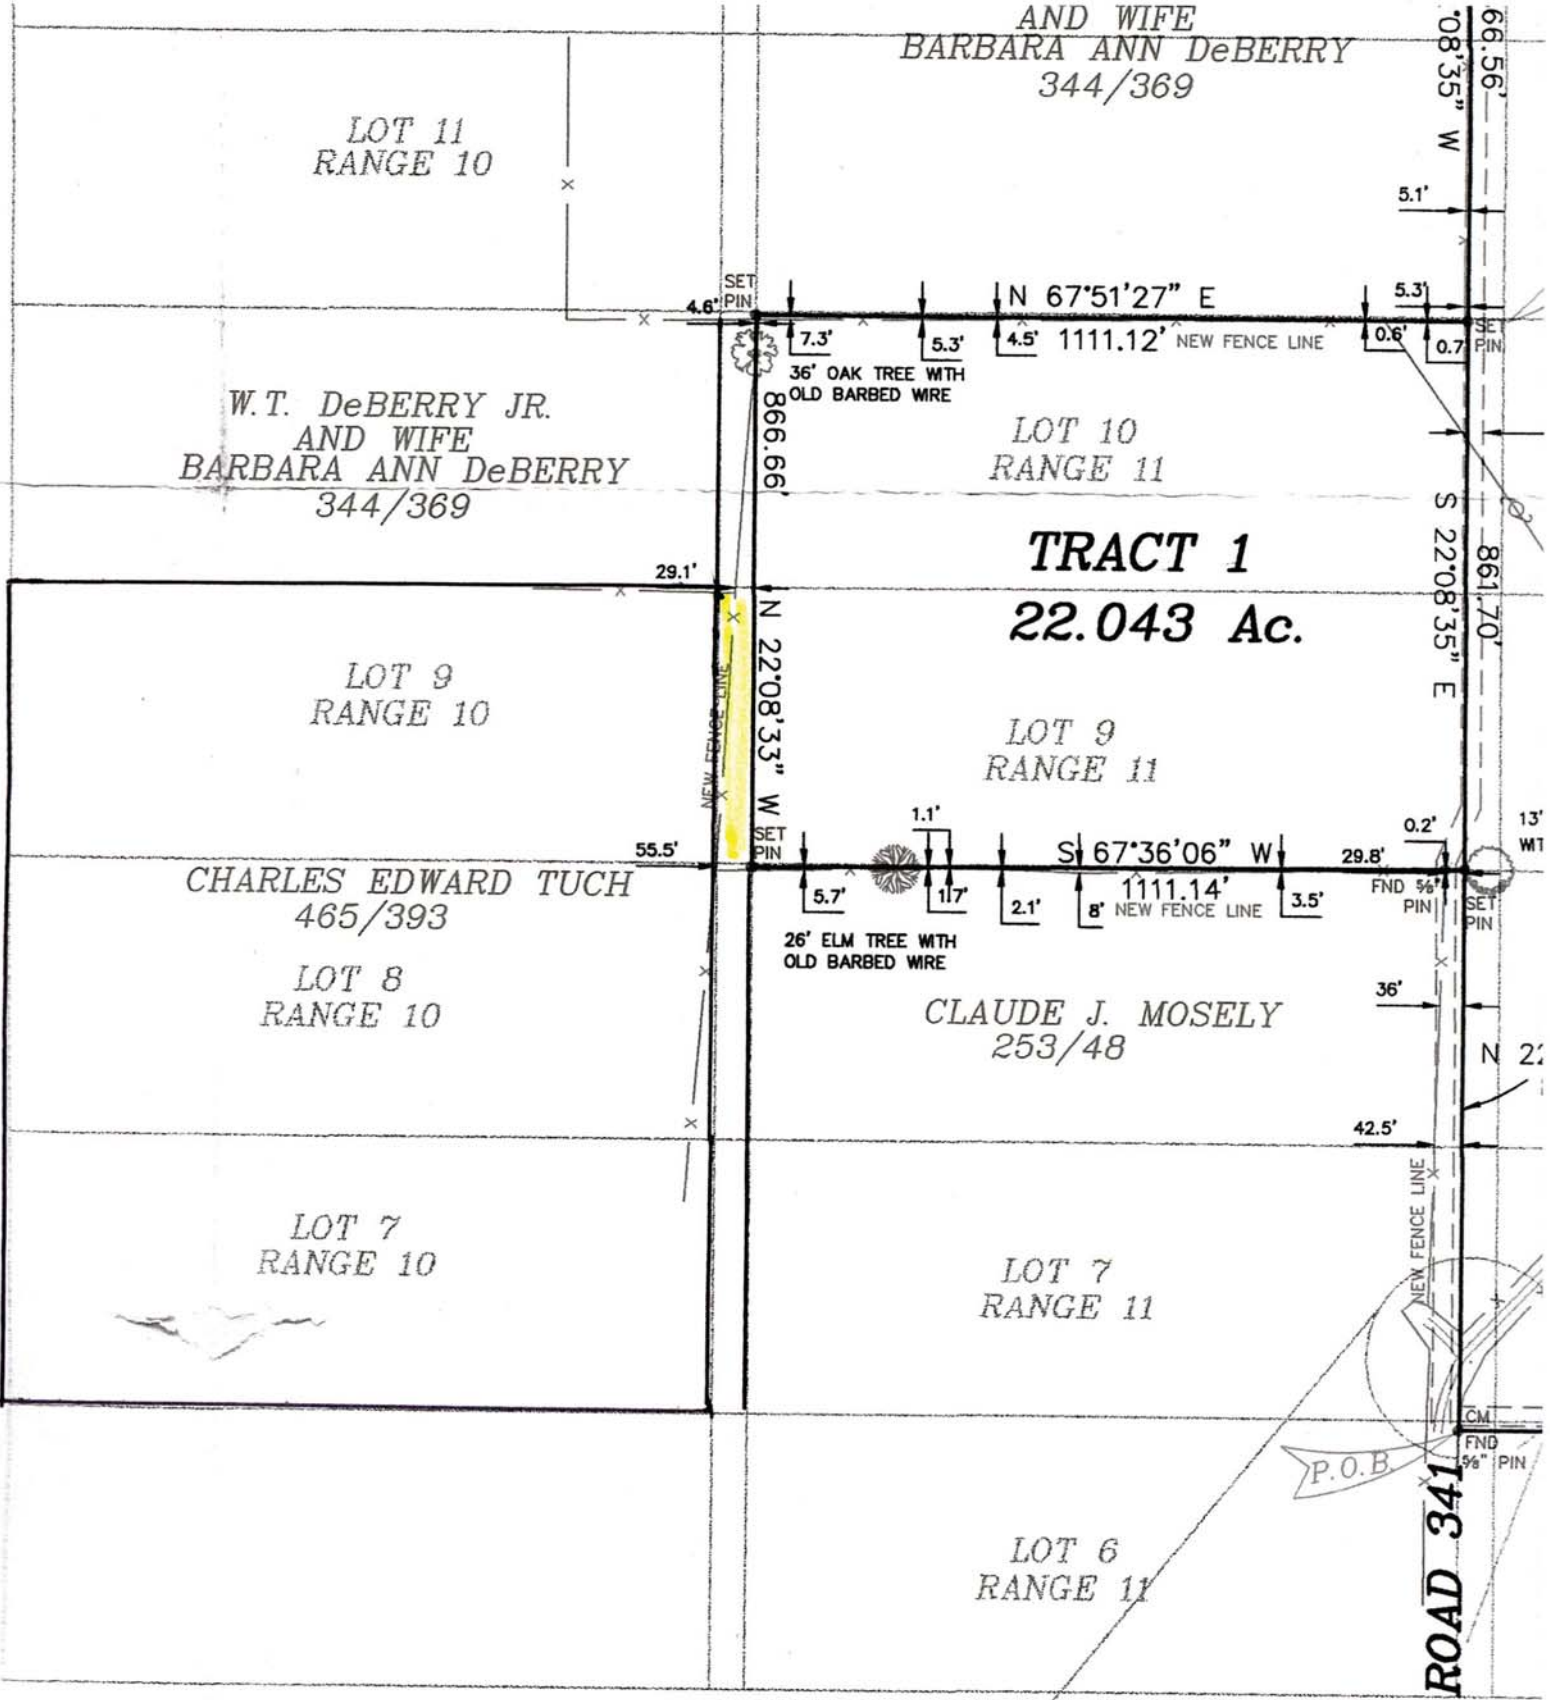 AND WIFE
BARBARA ANN DeBERRY
344/369
66.56'
°08'35" W
LOT 11
RANGE 10
5.1'
SET
PIN
4.6'
N 67°51'27" E
5.3'
7.3'
5.3'
4.5'
1111.12'
NEW FENCE LINE
0.6'
0.7
SET
PIN
36' OAK TREE WITH
OLD BARBED WIRE
866.66'
W.T. DeBERRY JR.
AND WIFE
BARBARA ANN DeBERRY
344/369
LOT 10
RANGE 11
S 22°08'35" E
861.70'
TRACT 1
22.043 Ac.
29.1'
N 22°08'33" W
NEW FENCE LINE
LOT 9
RANGE 10
LOT 9
RANGE 11
1.1'
0.2'
13'
WIT
SET
PIN
55.5'
S 67°36'06" W
29.8'
5.7'
1.7'
2.1'
8'
1111.14'
NEW FENCE LINE
3.5'
FND 5/8"
PIN
SET
PIN
CHARLES EDWARD TUCH
465/393
26' ELM TREE WITH
OLD BARBED WIRE
LOT 8
RANGE 10
CLAUDE J. MOSELY
253/48
36'
N 22
42.5'
NEW FENCE LINE
LOT 7
RANGE 10
LOT 7
RANGE 11
CM
FND
5/8" PIN
P.O.B.
ROAD 341
LOT 6
RANGE 11